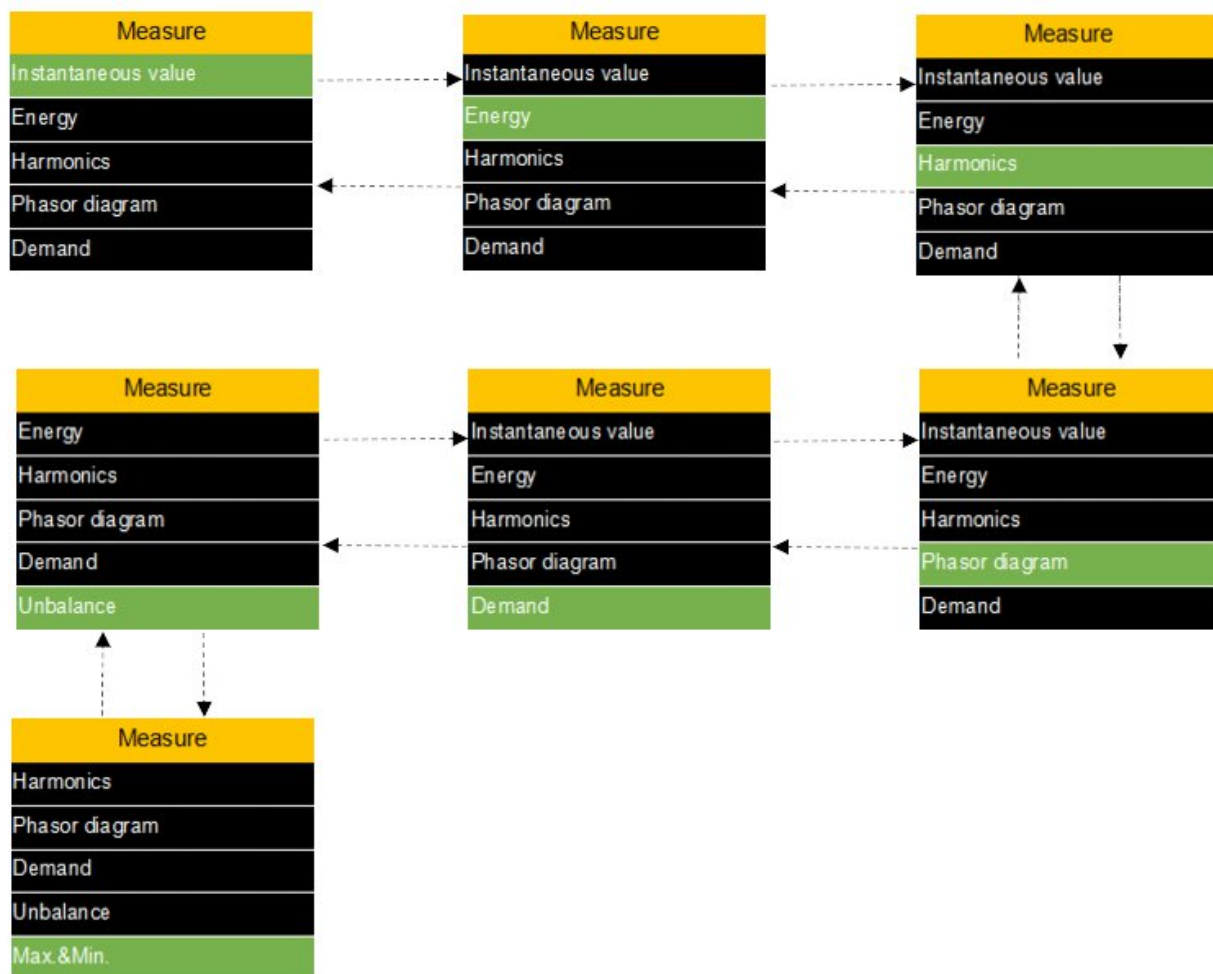 Measure
Instantaneous value
Energy
Harmonics
Phasor diagram
Demand
Measure
Instantaneous value
Energy
Harmonics
Phasor diagram
Demand
Measure
Instantaneous value
Energy
Harmonics
Phasor diagram
Demand
Measure
Energy
Harmonics
Phasor diagram
Demand
Unbalance
Measure
Instantaneous value
Energy
Harmonics
Phasor diagram
Demand
Measure
Instantaneous value
Energy
Harmonics
Phasor diagram
Demand
Measure
Harmonics
Phasor diagram
Demand
Unbalance
Max.&Min.